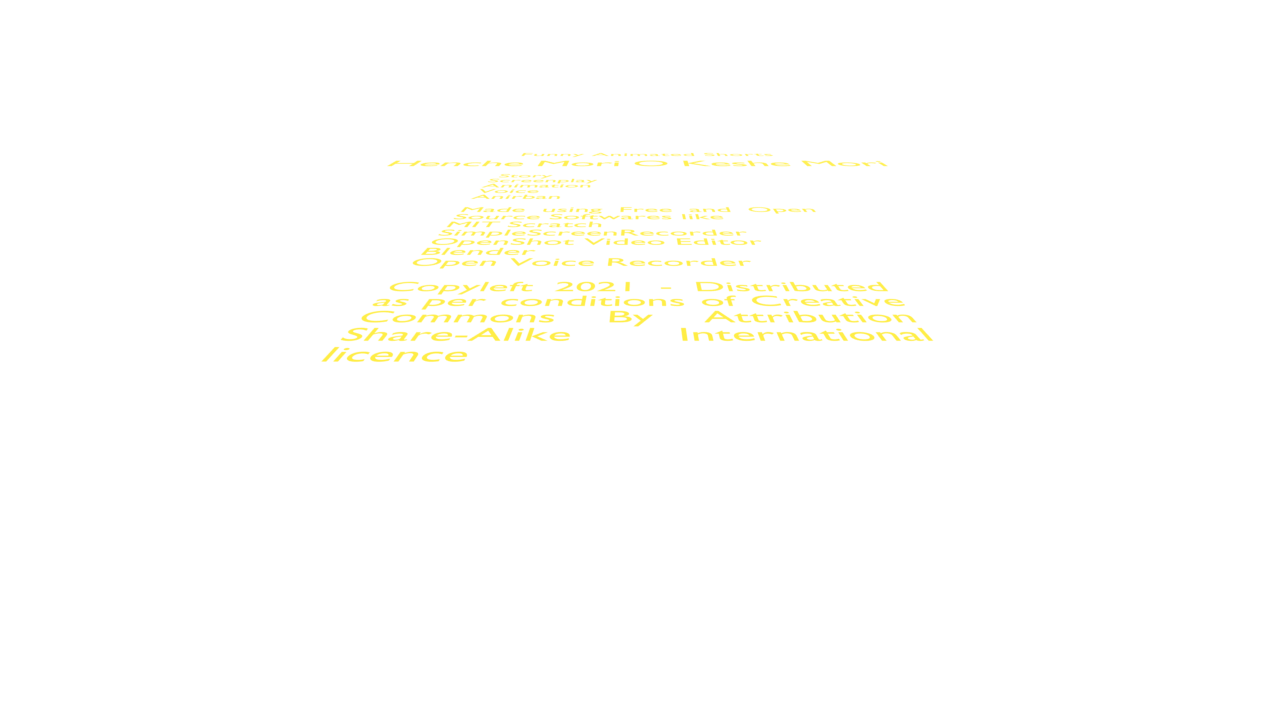 Funny Animated Shorts
Henche Mori O Keshe Mori
Story
Screenplay
Animation
Voice
Anirban
Made using Free and Open
Source Softwares like
MIT Scratch
SimpleScreenRecorder
OpenShot Video Editor
Blender
Open Voice Recorder
Copyleft 2021 - Distributed
as per conditions of Creative
Commons By Attribution
Share-Alike International
licence